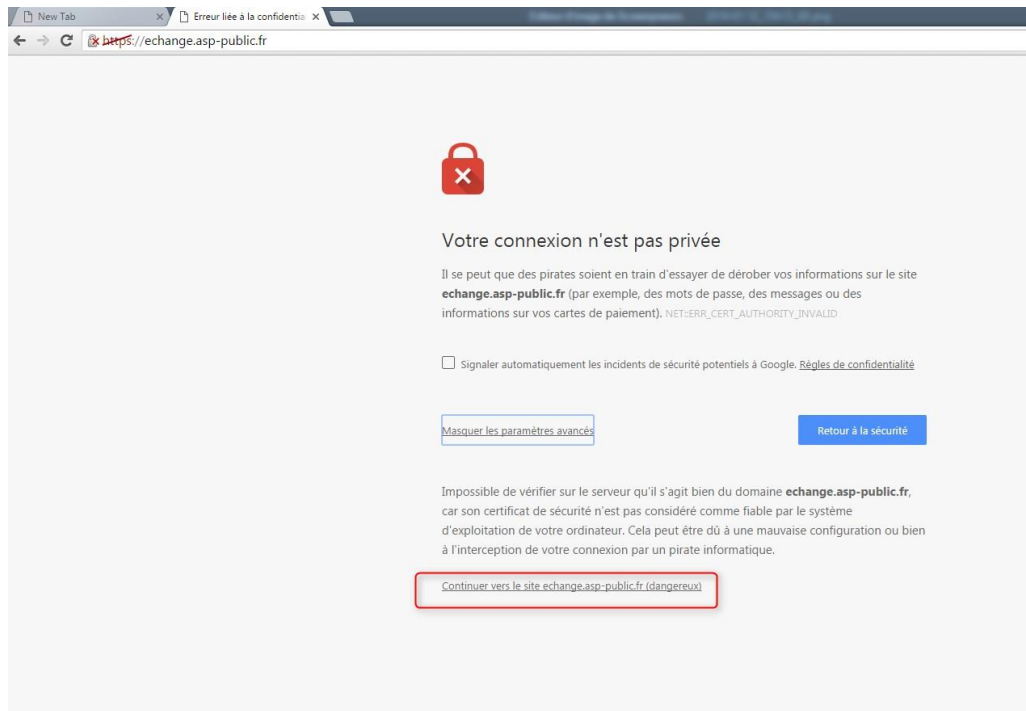 New Tab
Erreur liée à la confidentia
https://echange.asp-public.fr
Votre connexion n'est pas privée
Il se peut que des pirates soient en train d'essayer de dérober vos informations sur le site
echange.asp-public.fr (par exemple, des mots de passe, des messages ou des
informations sur vos cartes de paiement). NET::ERR_CERT_AUTHORITY_INVALID
Signaler automatiquement les incidents de sécurité potentiels à Google. Règles de confidentialité
Masquer les paramètres avancés
Retour à la sécurité
Impossible de vérifier sur le serveur qu'il s'agit bien du domaine echange.asp-public.fr,
car son certificat de sécurité n'est pas considéré comme fiable par le système
d'exploitation de votre ordinateur. Cela peut être dû à une mauvaise configuration ou bien
à l'interception de votre connexion par un pirate informatique.
Continuer vers le site echange.asp-public.fr (dangereux)